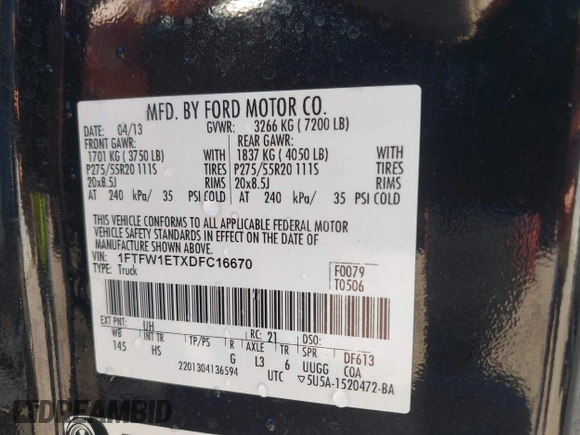 MFD. BY FORD MOTOR CO.
DATE: 04/13 GVWR: 3266 KG ( 7200 LB)
FRONT GAWR: REAR GAWR:
1701 KG ( 3750 LB) WITH 1837 KG ( 4050 LB) WITH
P275/55R20 111S TIRES P275/55R20 111S TIRES
20x8.5J RIMS 20x8.5J RIMS
AT 240 kPa/ 35 PSI COLD AT 240 kPa/ 35 PSI COLD
THIS VEHICLE CONFORMS TO ALL APPLICABLE FEDERAL MOTOR
VEHICLE SAFETY STANDARDS IN EFFECT ON THE DATE OF
MANUFACTURE SHOWN ABOVE.
VIN: 1FTFW1ETXDFC16670 F0079
TYPE: Truck T0506
EXT PNT: UH RC: 21 DSO:
WB INT TR TP/PS R AXLE TR SPR DF613
145 HS G L3 6 UUGG COA
2201304136594 UTC ▽5U5A-1520472-BA
© DREAMBID.COM